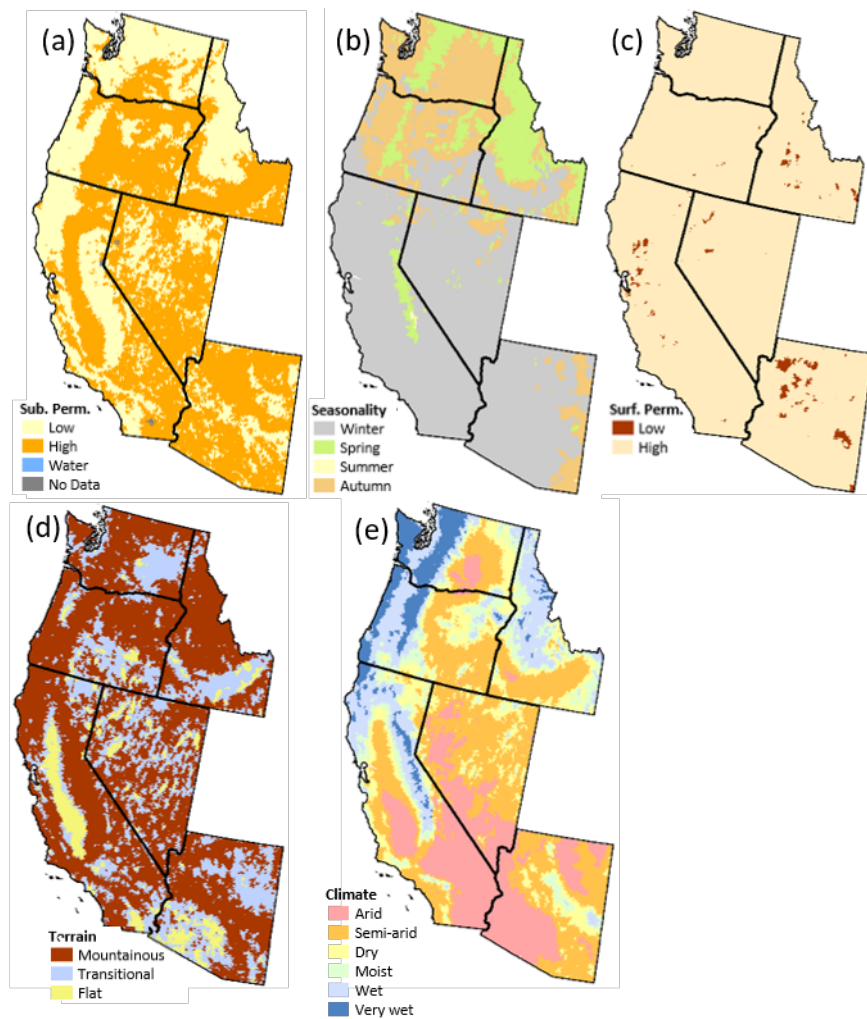 (a)
(b)
(c)
Sub. Perm.
Low
High
Water
No Data
Seasonality
Winter
Spring
Summer
Autumn
Surf. Perm.
Low
High
(d)
(e)
Terrain
Mountainous
Transitional
Flat
Climate
Arid
Semi-arid
Dry
Moist
Wet
Very wet